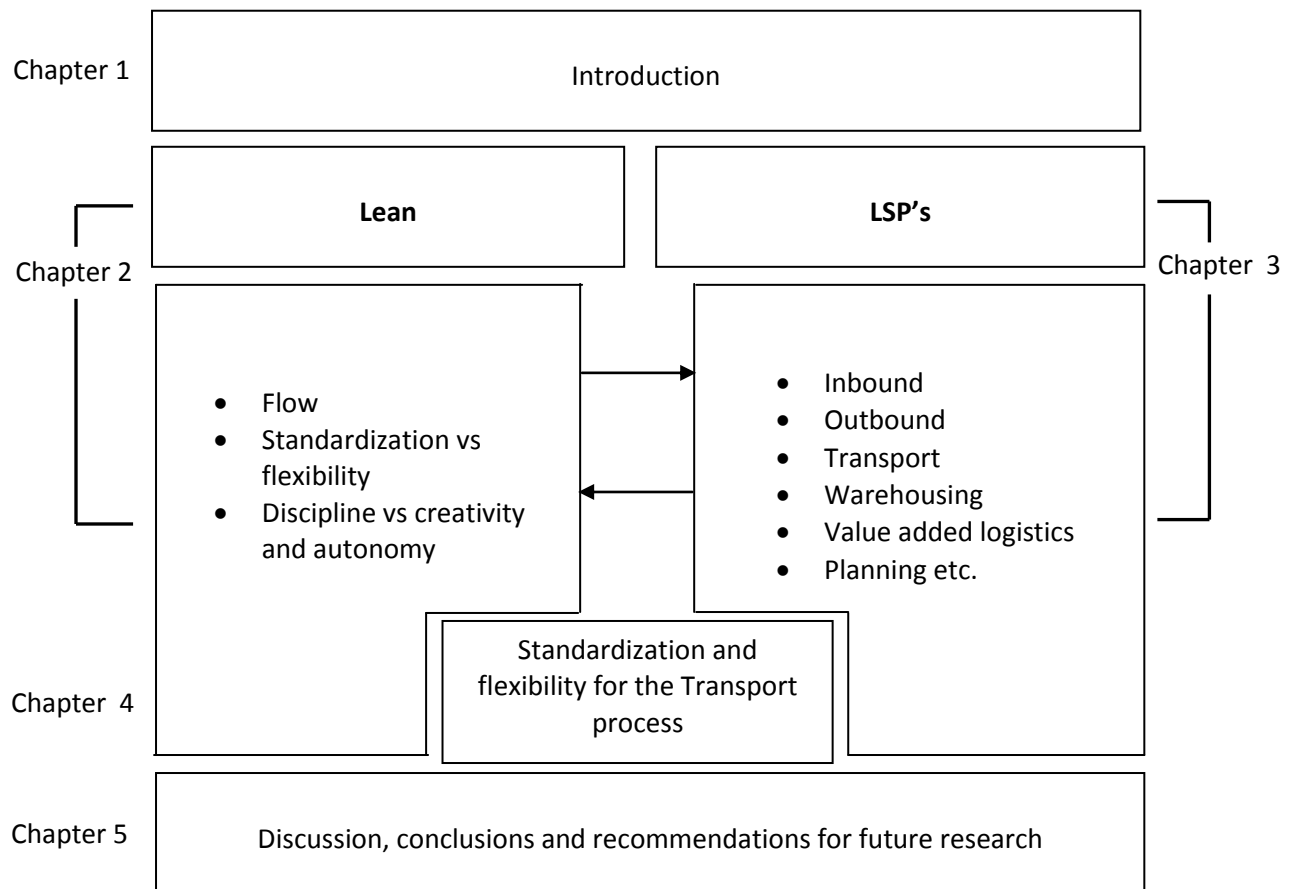 Chapter 1
Introduction
Lean
LSP’s
Chapter 2
Chapter  3
• Flow
• Standardization vs
flexibility
• Discipline vs creativity
and autonomy
• Inbound
• Outbound
• Transport
• Warehousing
• Value added logistics
• Planning etc.
Chapter  4
Standardization and
flexibility for the Transport
process
Chapter 5
Discussion, conclusions and recommendations for future research